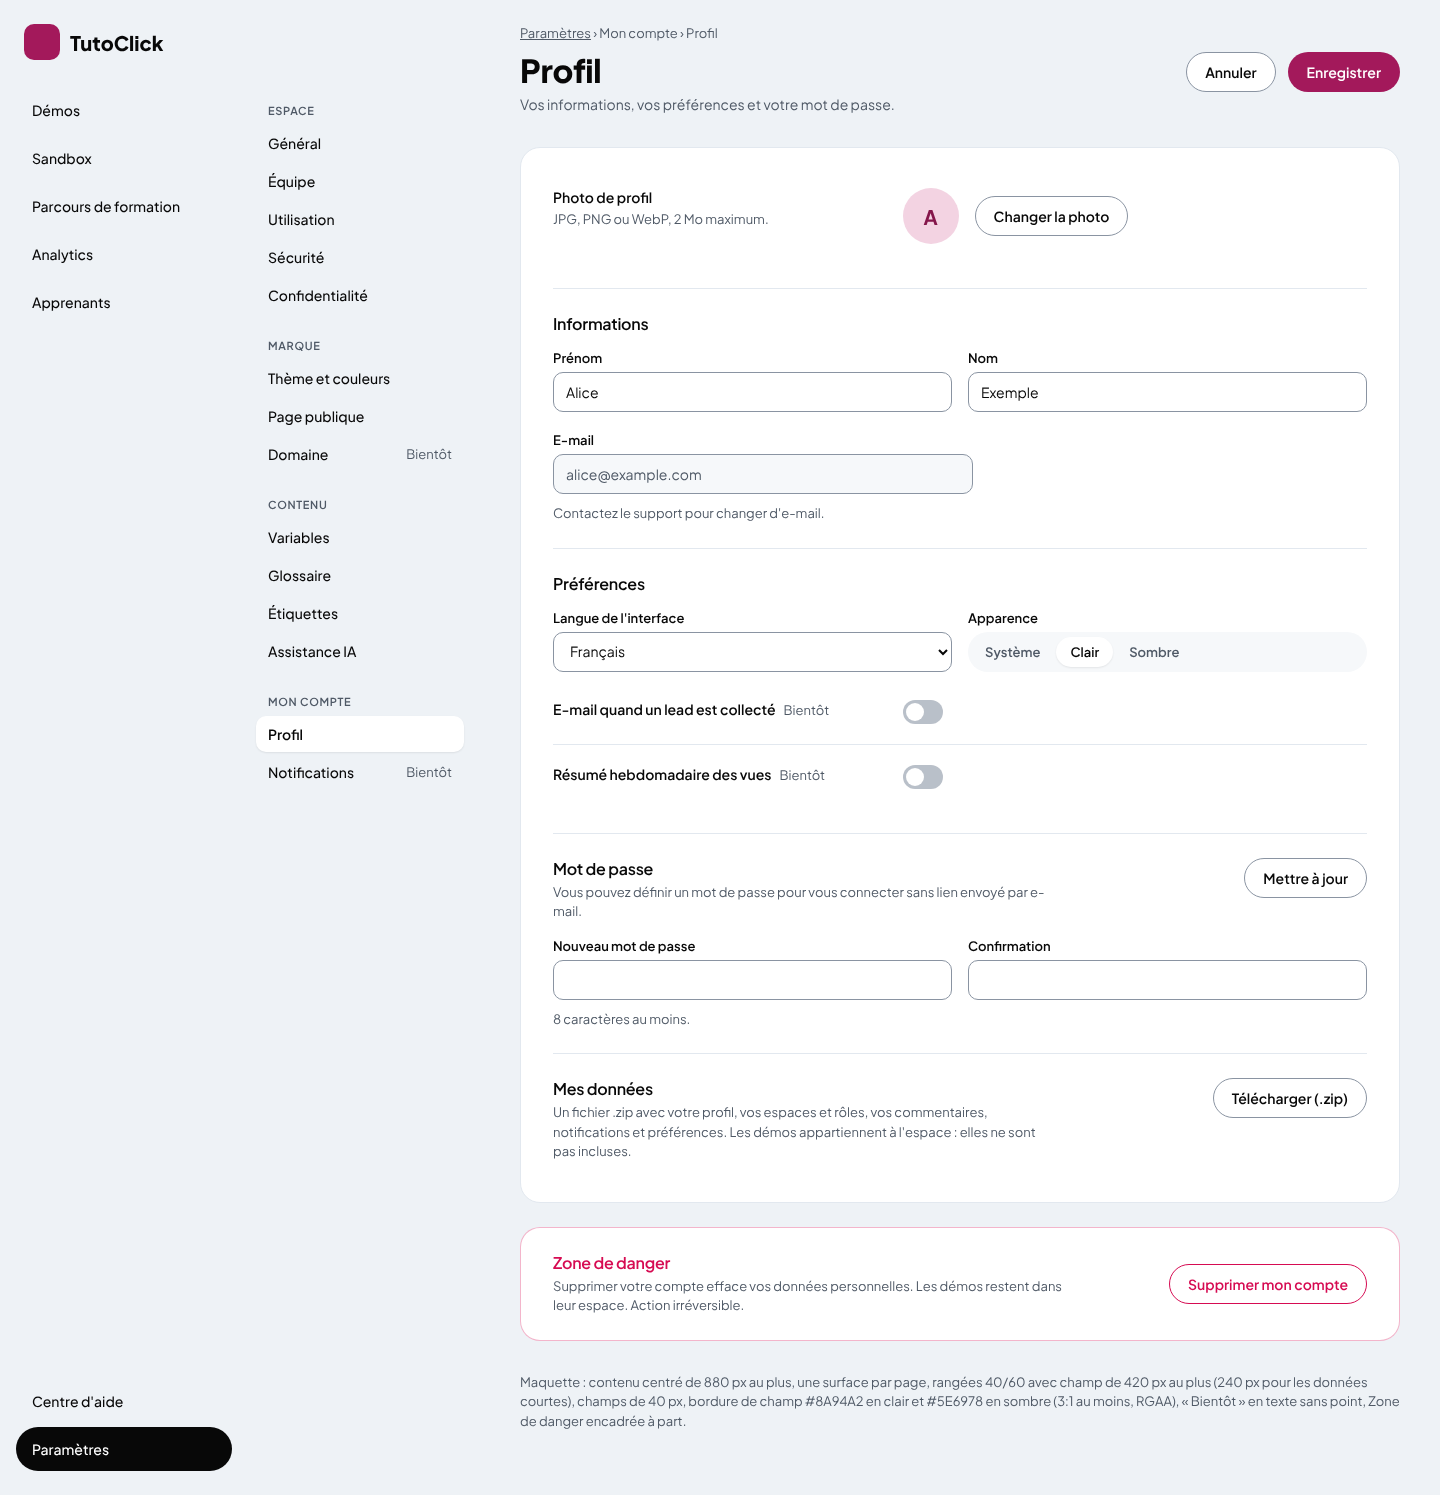 TutoClick
Démos
Sandbox
Parcours de formation
Analytics
Apprenants
Centre d'aide
Paramètres
ESPACE
Général
Équipe
Utilisation
Sécurité
Confidentialité
MARQUE
Thème et couleurs
Page publique
Domaine Bientôt
CONTENU
Variables
Glossaire
Étiquettes
Assistance IA
MON COMPTE
Profil
Notifications Bientôt
Paramètres › Mon compte › Profil
Profil
Vos informations, vos préférences et votre mot de passe.
Annuler Enregistrer
Photo de profil
JPG, PNG ou WebP, 2 Mo maximum.
A Changer la photo
Informations
Prénom Nom
Alice Exemple
E-mail
alice@example.com
Contactez le support pour changer d'e-mail.
Préférences
Langue de l'interface Apparence
Français Système Clair Sombre
E-mail quand un lead est collecté Bientôt
Résumé hebdomadaire des vues Bientôt
Mot de passe
Vous pouvez définir un mot de passe pour vous connecter sans lien envoyé par e-
mail.
Mettre à jour
Nouveau mot de passe Confirmation
8 caractères au moins.
Mes données
Un fichier .zip avec votre profil, vos espaces et rôles, vos commentaires,
notifications et préférences. Les démos appartiennent à l'espace : elles ne sont
pas incluses.
Télécharger (.zip)
Zone de danger
Supprimer votre compte efface vos données personnelles. Les démos restent dans
leur espace. Action irréversible.
Supprimer mon compte
Maquette : contenu centré de 880 px au plus, une surface par page, rangées 40/60 avec champ de 420 px au plus (240 px pour les données
courtes), champs de 40 px, bordure de champ #8A94A2 en clair et #5E6978 en sombre (3:1 au moins, RGAA), « Bientôt » en texte sans point, Zone
de danger encadrée à part.